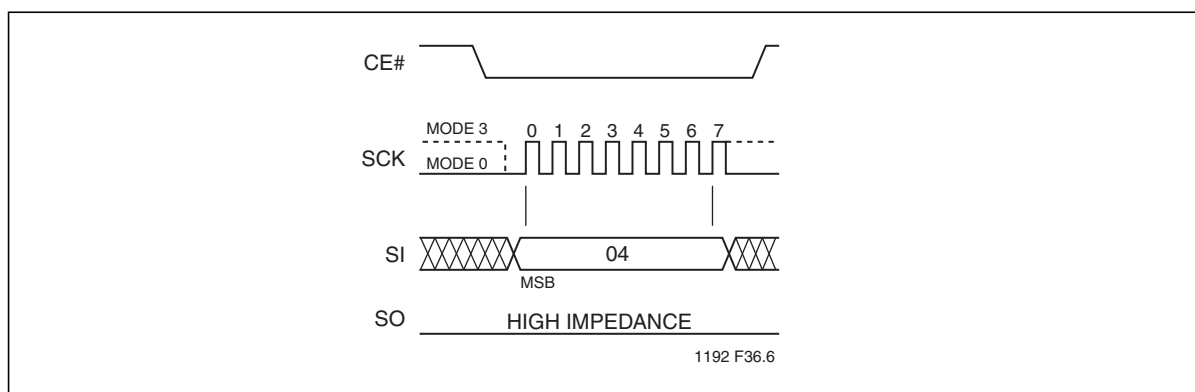 CE#
MODE 3
0 1 2 3 4 5 6 7
SCK
MODE 0
SI
04
MSB
SO
HIGH IMPEDANCE
1192 F36.6